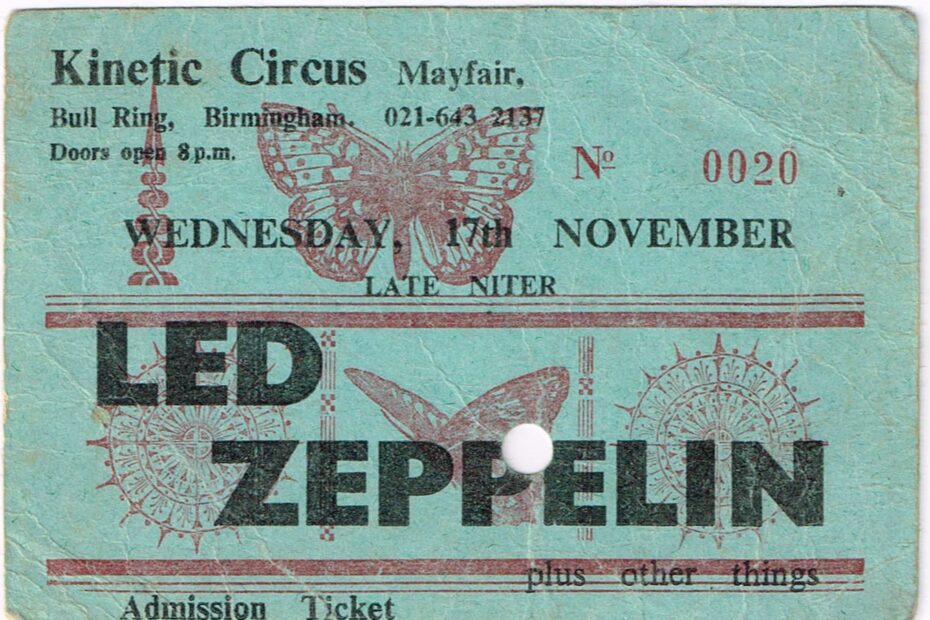 Kinetic Circus Mayfair,
Bull Ring, Birmingham. 021-643 2137
Doors open 8 p.m.
Nº 0020
WEDNESDAY, 17th NOVEMBER
LATE NITER
LED
ZEPPELIN
plus other things
Admission Ticket